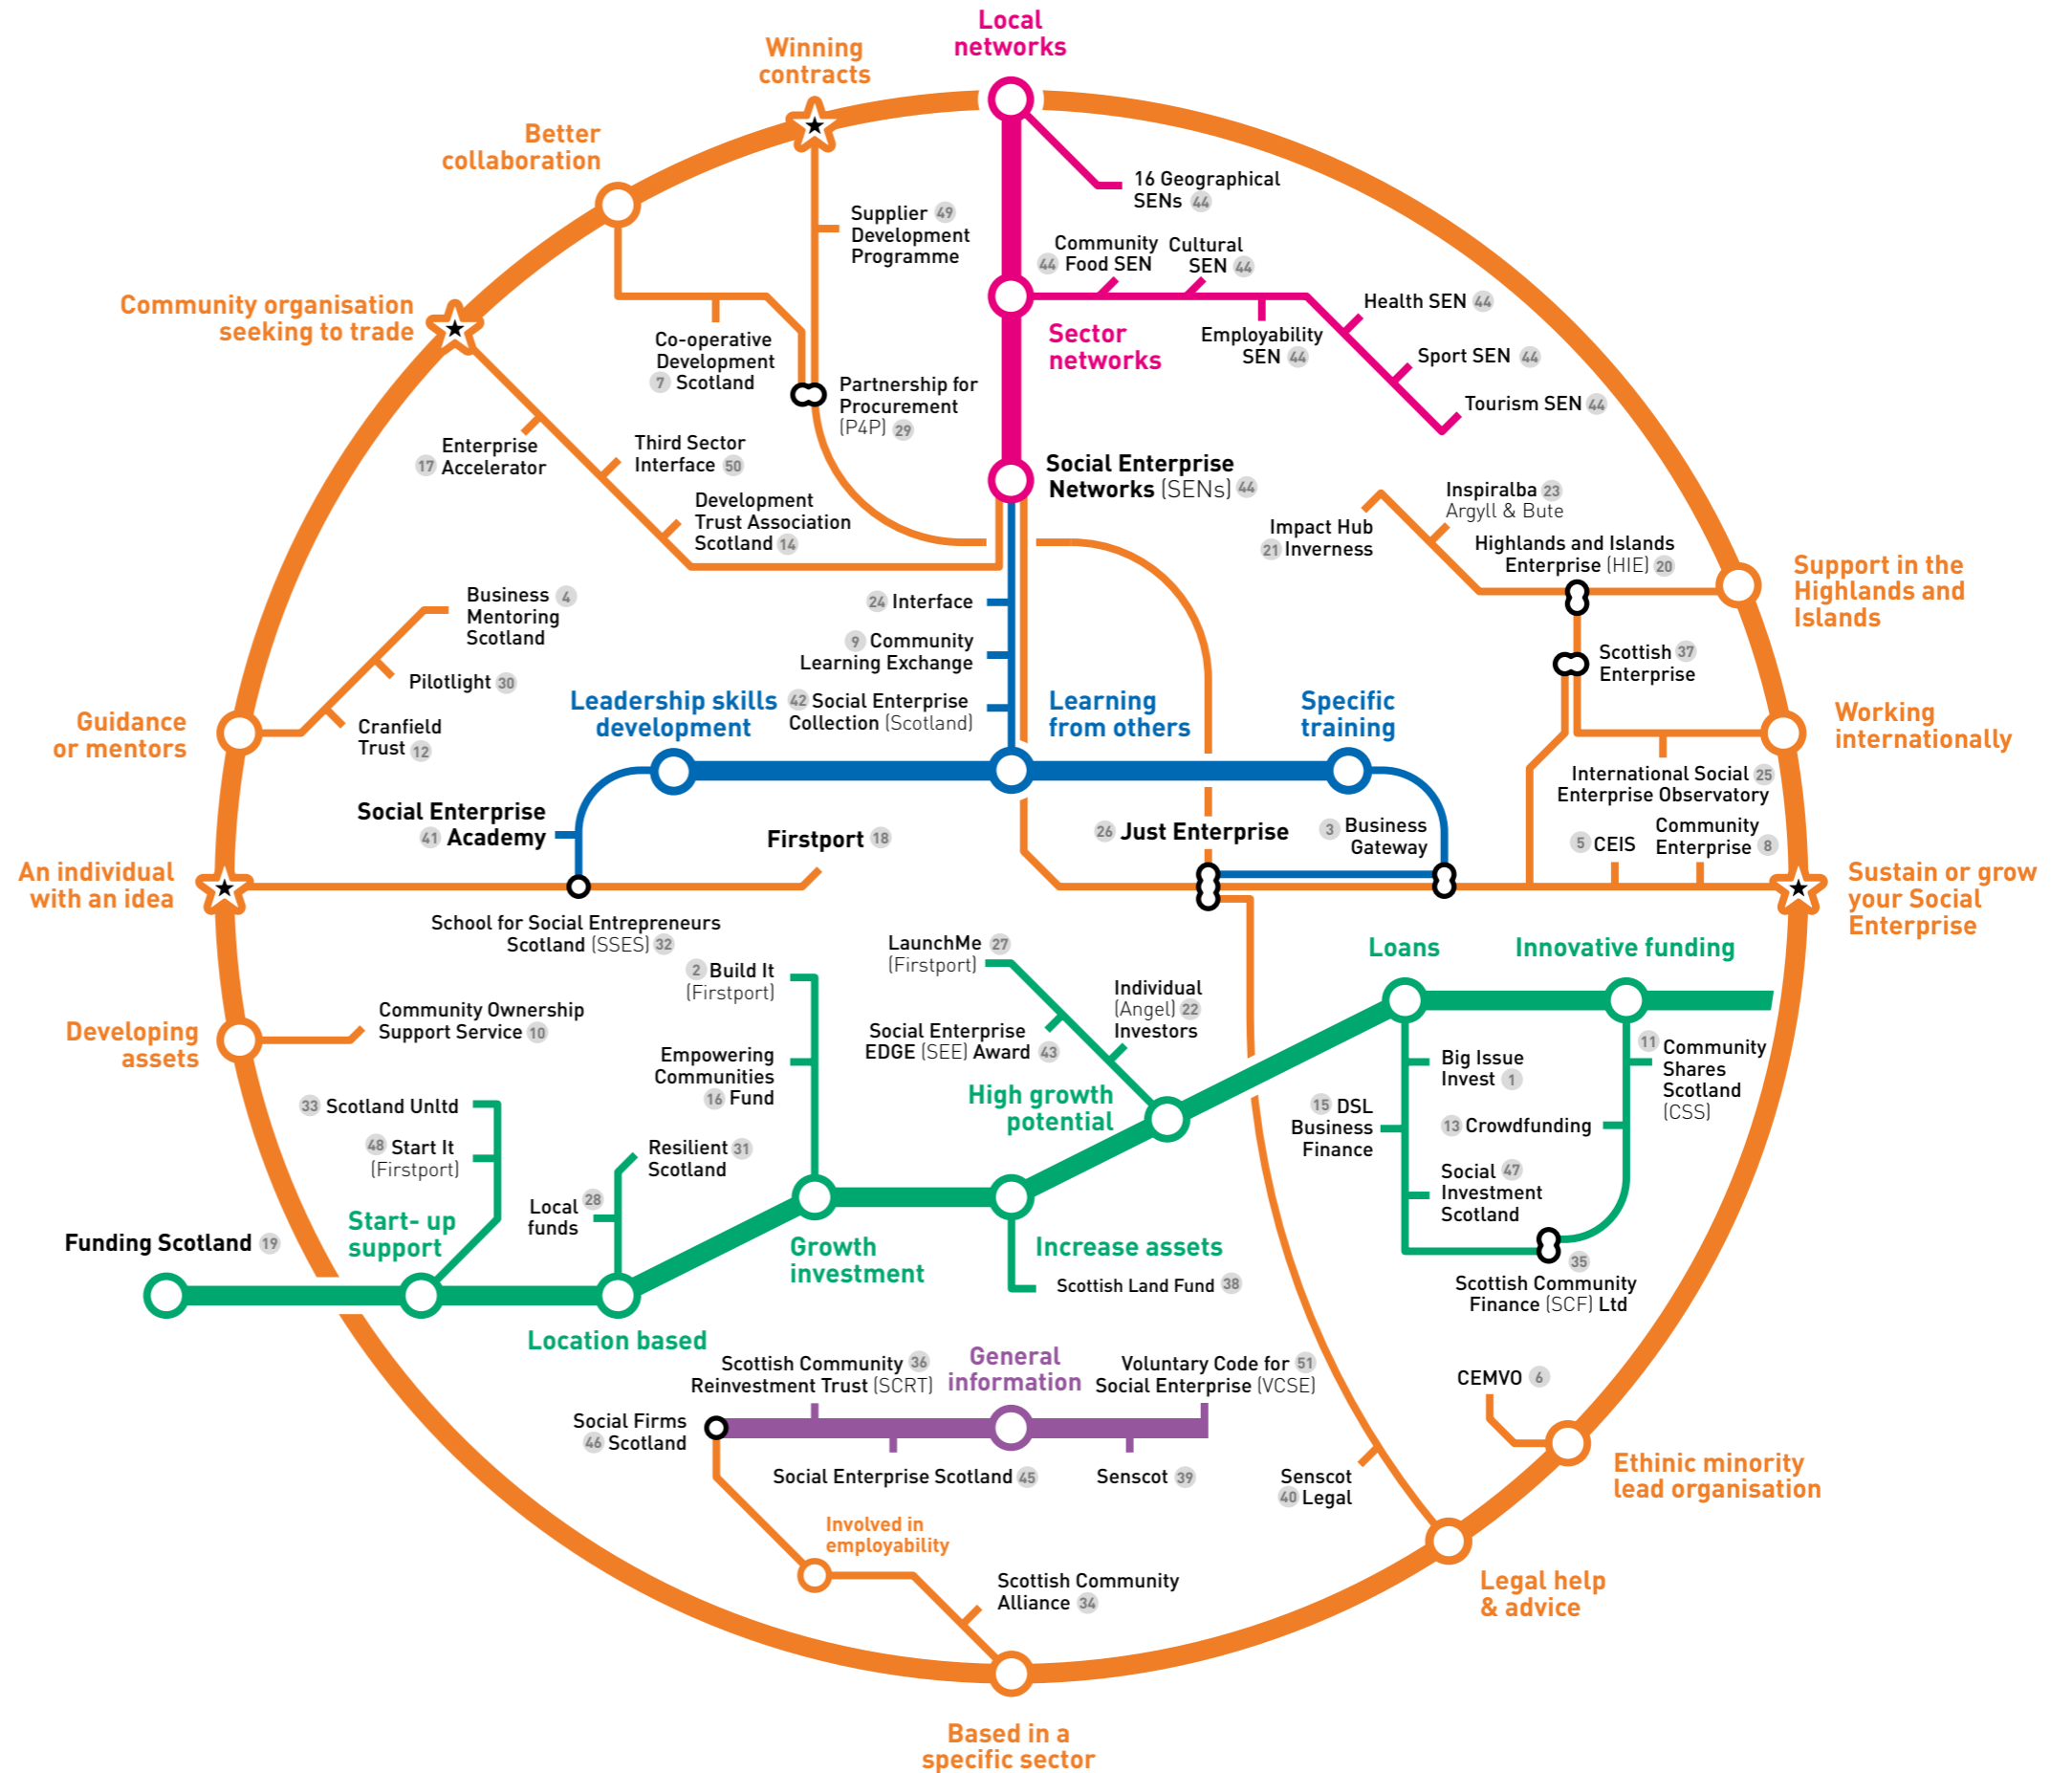 Local
networks
Winning
contracts
Better
collaboration
16 Geographical
SENs 44
Supplier 49
Development
Programme
Community
44 Food SEN
Cultural
SEN 44
Health SEN 44
Community organisation
seeking to trade
Sector
networks
Employability
SEN 44
Co-operative
Development
7 Scotland
Sport SEN 44
Partnership for
Procurement
(P4P) 29
Tourism SEN 44
Enterprise
17 Accelerator
Third Sector
Interface 50
Social Enterprise
Networks (SENs) 44
Development
Trust Association
Scotland 14
Inspiralba 23
Argyll & Bute
Impact Hub
21 Inverness
Highlands and Islands
Enterprise (HIE) 20
Support in the
Highlands and
Islands
Business 4
Mentoring
Scotland
24 Interface
9 Community
Learning Exchange
Scottish 37
Enterprise
Pilotlight 30
Leadership skills
development
42 Social Enterprise
Collection (Scotland)
Learning
from others
Specific
training
Guidance
or mentors
Cranfield
Trust 12
Working
internationally
International Social 25
Enterprise Observatory
Social Enterprise
41 Academy
Firstport 18
26 Just Enterprise
3 Business
Gateway
5 CEIS
Community
Enterprise 8
An individual
with an idea
Sustain or grow
your Social
Enterprise
School for Social Entrepreneurs
Scotland (SSES) 32
LaunchMe 27
(Firstport)
Loans
Innovative funding
2 Build It
(Firstport)
Individual
(Angel) 22
Investors
Developing
assets
Community Ownership
Support Service 10
Social Enterprise
EDGE (SEE) Award 43
Empowering
Communities
16 Fund
Big Issue
Invest 1
11 Community
Shares
Scotland
(CSS)
High growth
potential
33 Scotland Unltd
15 DSL
Business
Finance
13 Crowdfunding
48 Start It
(Firstport)
Resilient 31
Scotland
Social 47
Investment
Scotland
Local 28
funds
Start- up
support
Funding Scotland 19
Growth
investment
Increase assets
Scottish Land Fund 38
35
Scottish Community
Finance (SCF) Ltd
Location based
Scottish Community 36
Reinvestment Trust (SCRT)
General
information
Voluntary Code for 51
Social Enterprise (VCSE)
CEMVO 6
Social Firms
46 Scotland
Social Enterprise Scotland 45
Senscot 39
Senscot
40 Legal
Ethinic minority
lead organisation
Involved in
employability
Scottish Community
Alliance 34
Legal help
& advice
Based in a
specific sector